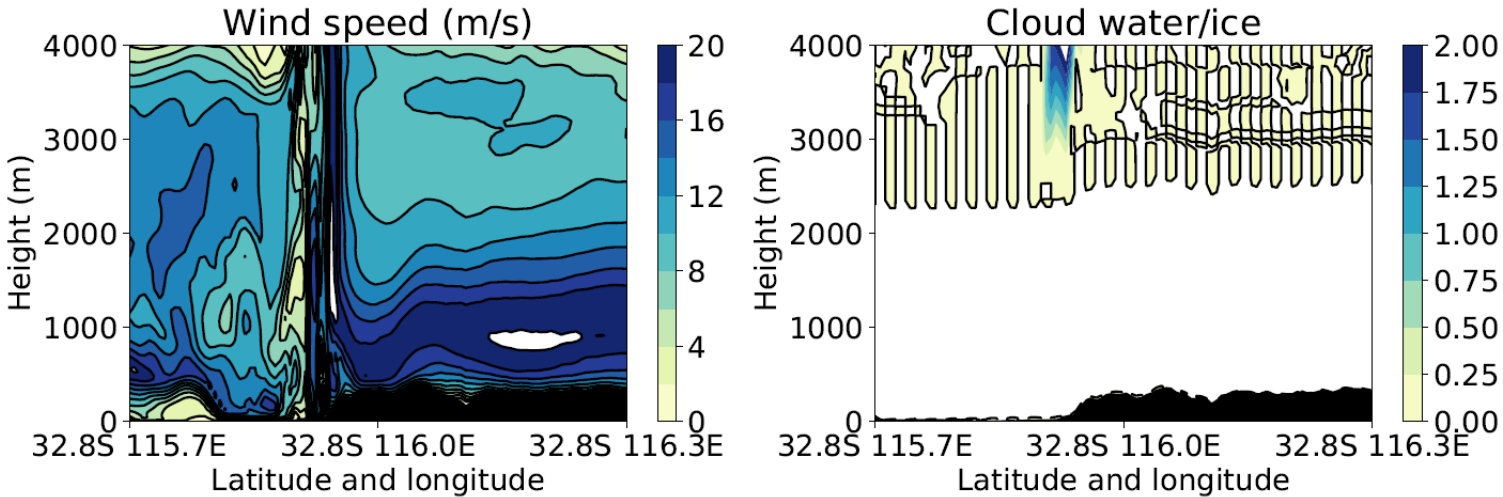 Wind speed (m/s)
Height (m)
4000
3000
2000
1000
0
20
16
12
8
4
0
32.8S 115.7E
32.8S 116.0E
32.8S 116.3E
Latitude and longitude
Cloud water/ice
Height (m)
4000
3000
2000
1000
0
2.00
1.75
1.50
1.25
1.00
0.75
0.50
0.25
0.00
32.8S 115.7E
32.8S 116.0E
32.8S 116.3E
Latitude and longitude